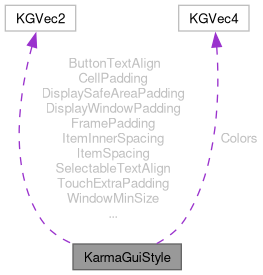 KGVec2
KGVec4
ButtonTextAlign
CellPadding
DisplaySafeAreaPadding
DisplayWindowPadding
FramePadding
ItemInnerSpacing
ItemSpacing
SelectableTextAlign
TouchExtraPadding
WindowMinSize
...
Colors
KarmaGuiStyle